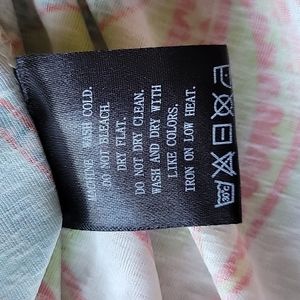 MACHINE WASH COLD.
DO NOT BLEACH.
DRY FLAT.
DO NOT DRY CLEAN.
WASH AND DRY WITH
LIKE COLORS.
IRON ON LOW HEAT.